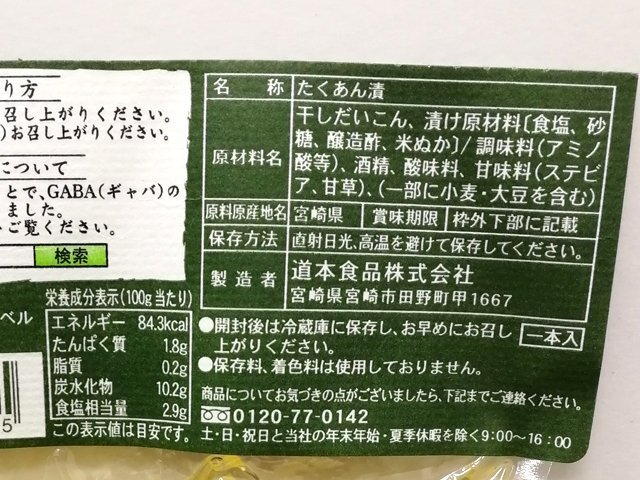 り方
召し上がりください。
)お召し上がりください。
について
とで、GABA(ギャバ)の
ました。
ご覧ください。
検索
ベル
5
栄養成分表示(100g当たり)
エネルギー 84.3kcal
たんぱく質 1.8g
脂質 0.2g
炭水化物 10.2g
食塩相当量 2.9g
この表示値は目安です。
名称 たくあん漬
原材料名 干しだいこん、漬け原材料〔食塩、砂
糖、醸造酢、米ぬか〕/調味料(アミノ
酸等)、酒精、酸味料、甘味料(ステビ
ア、甘草)、(一部に小麦・大豆を含む)
原料原産地名 宮崎県 賞味期限 枠外下部に記載
保存方法 直射日光、高温を避けて保存してください。
製造者 道本食品株式会社
宮崎県宮崎市田野町甲1667
●開封後は冷蔵庫に保存し、お早めにお召し
上がりください。
一本入
●保存料、着色料は使用しておりません。
商品についてお気づきの点がございましたら、下記までご連絡ください。
0120-77-0142
土・日・祝日と当社の年末年始・夏季休暇を除く9:00〜16:00